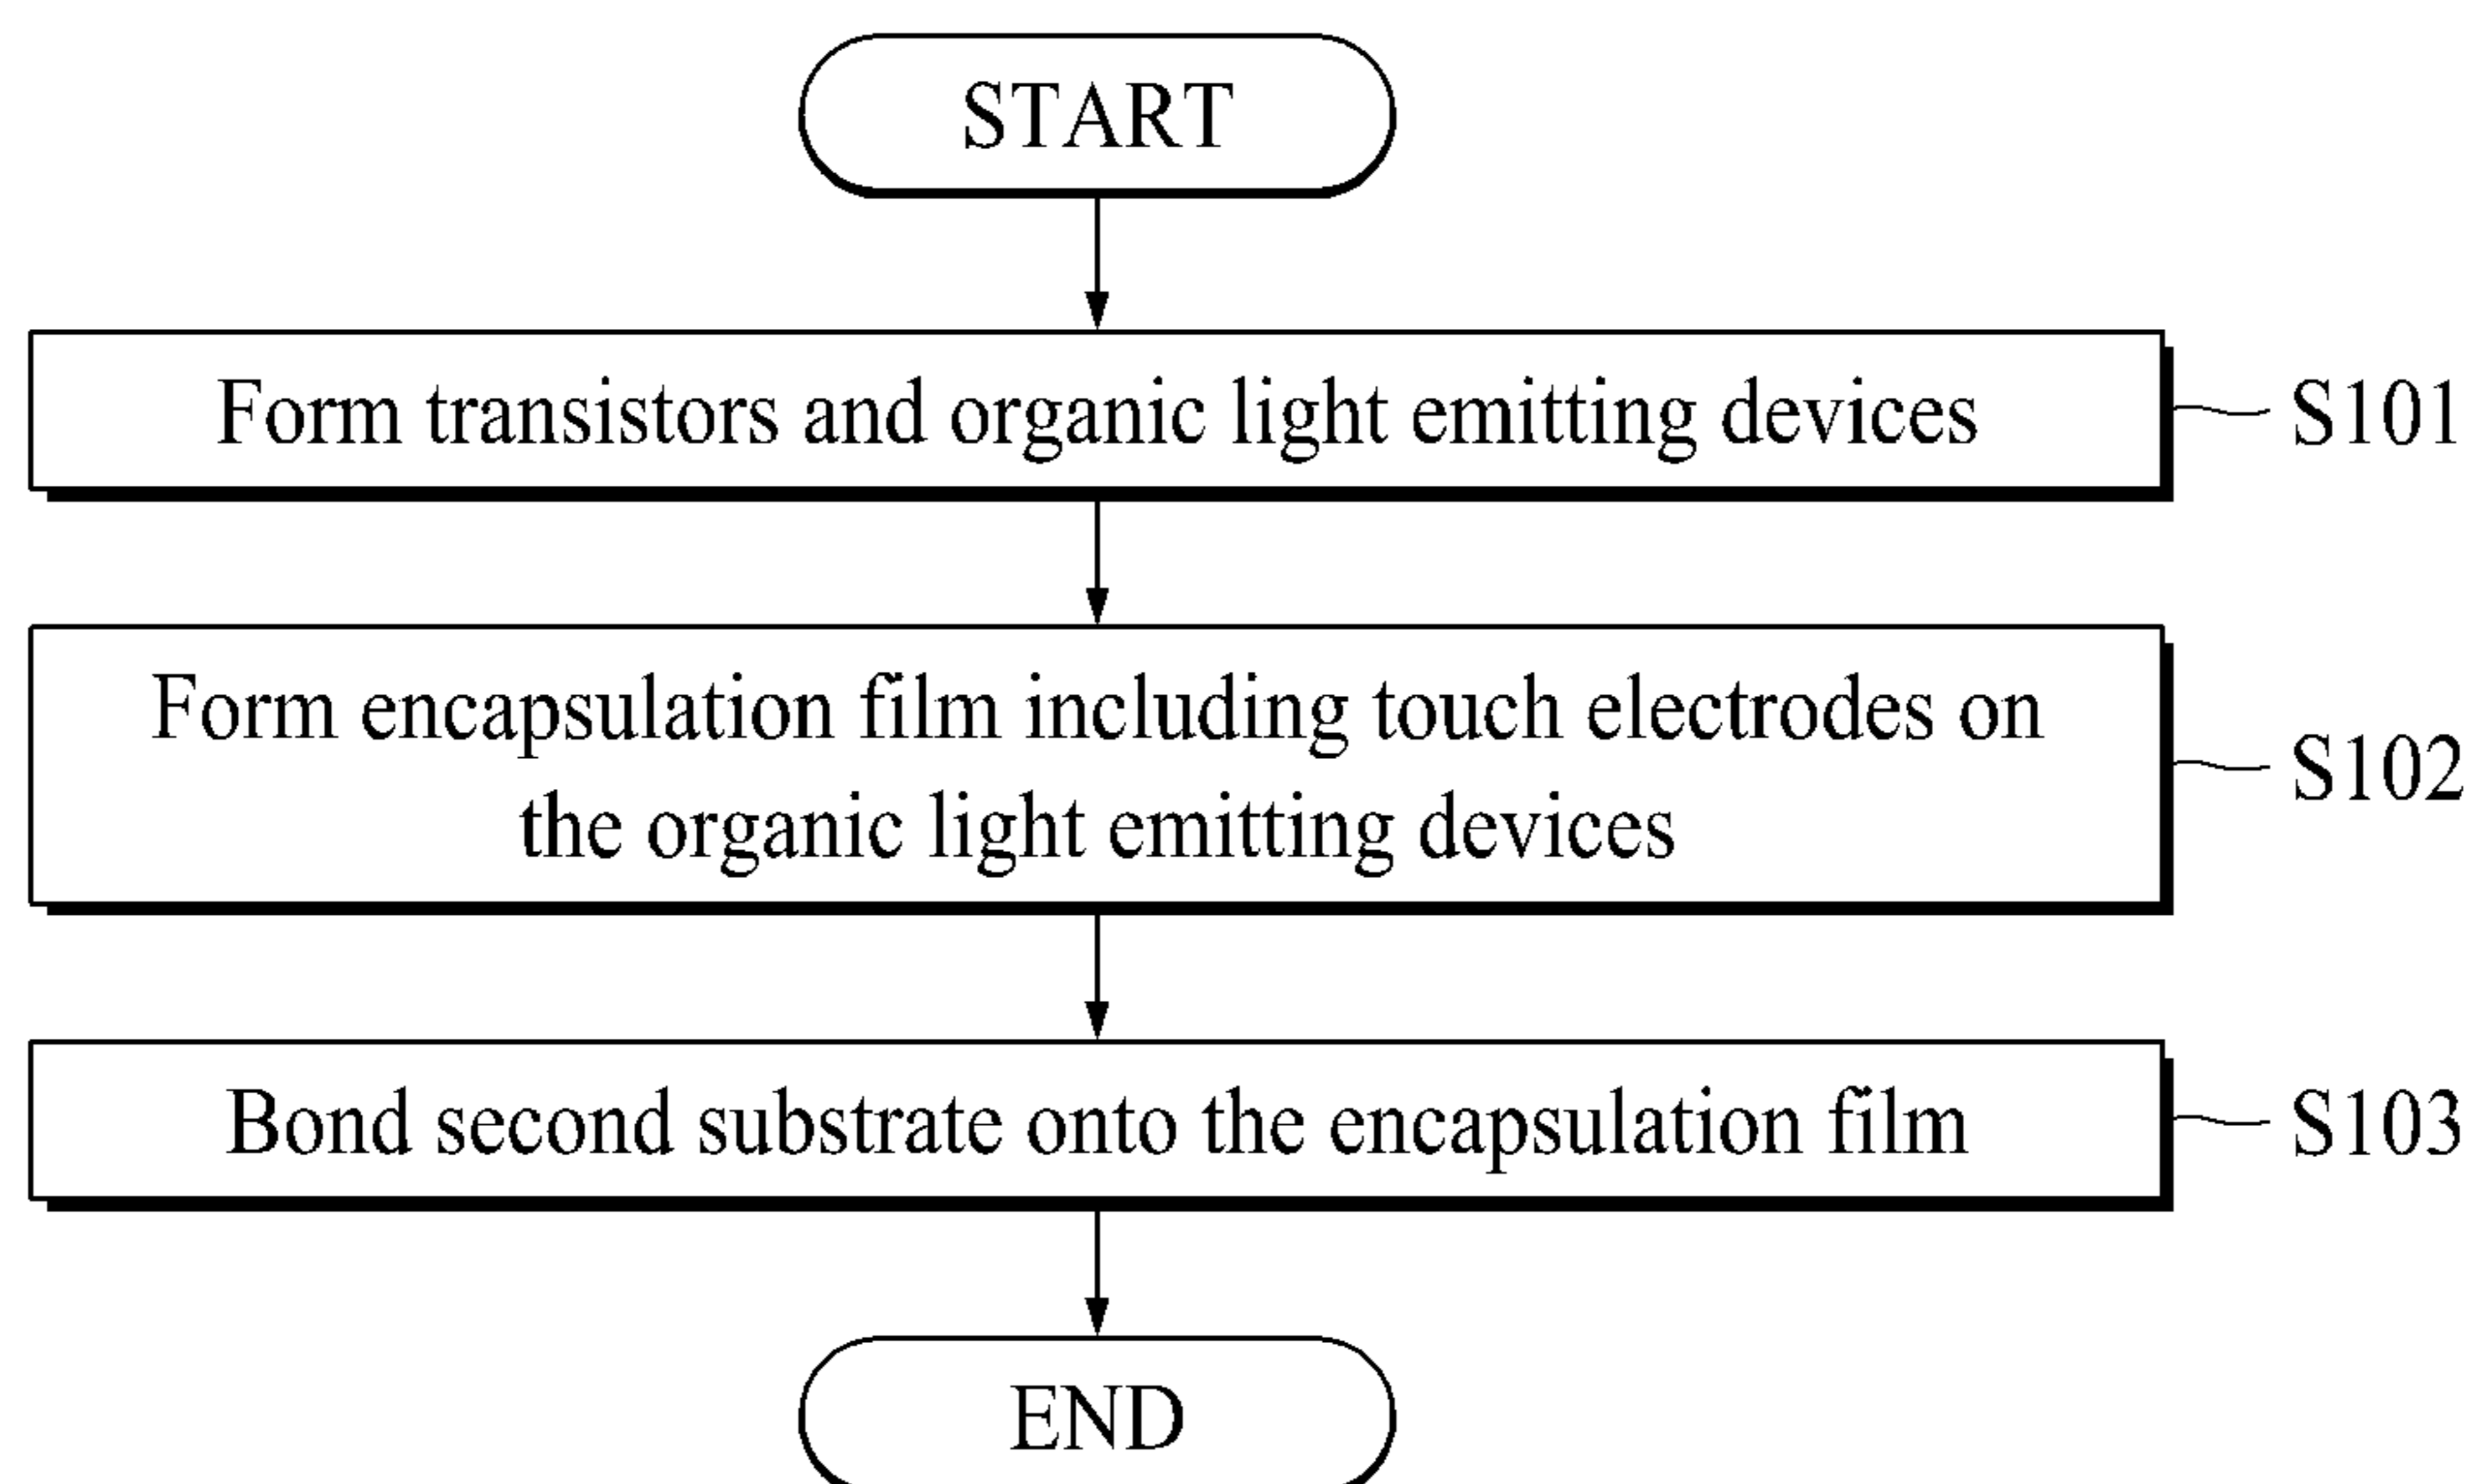 START
Form transistors and organic light emitting devices
S101
Form encapsulation film including touch electrodes on
the organic light emitting devices
S102
Bond second substrate onto the encapsulation film
S103
END